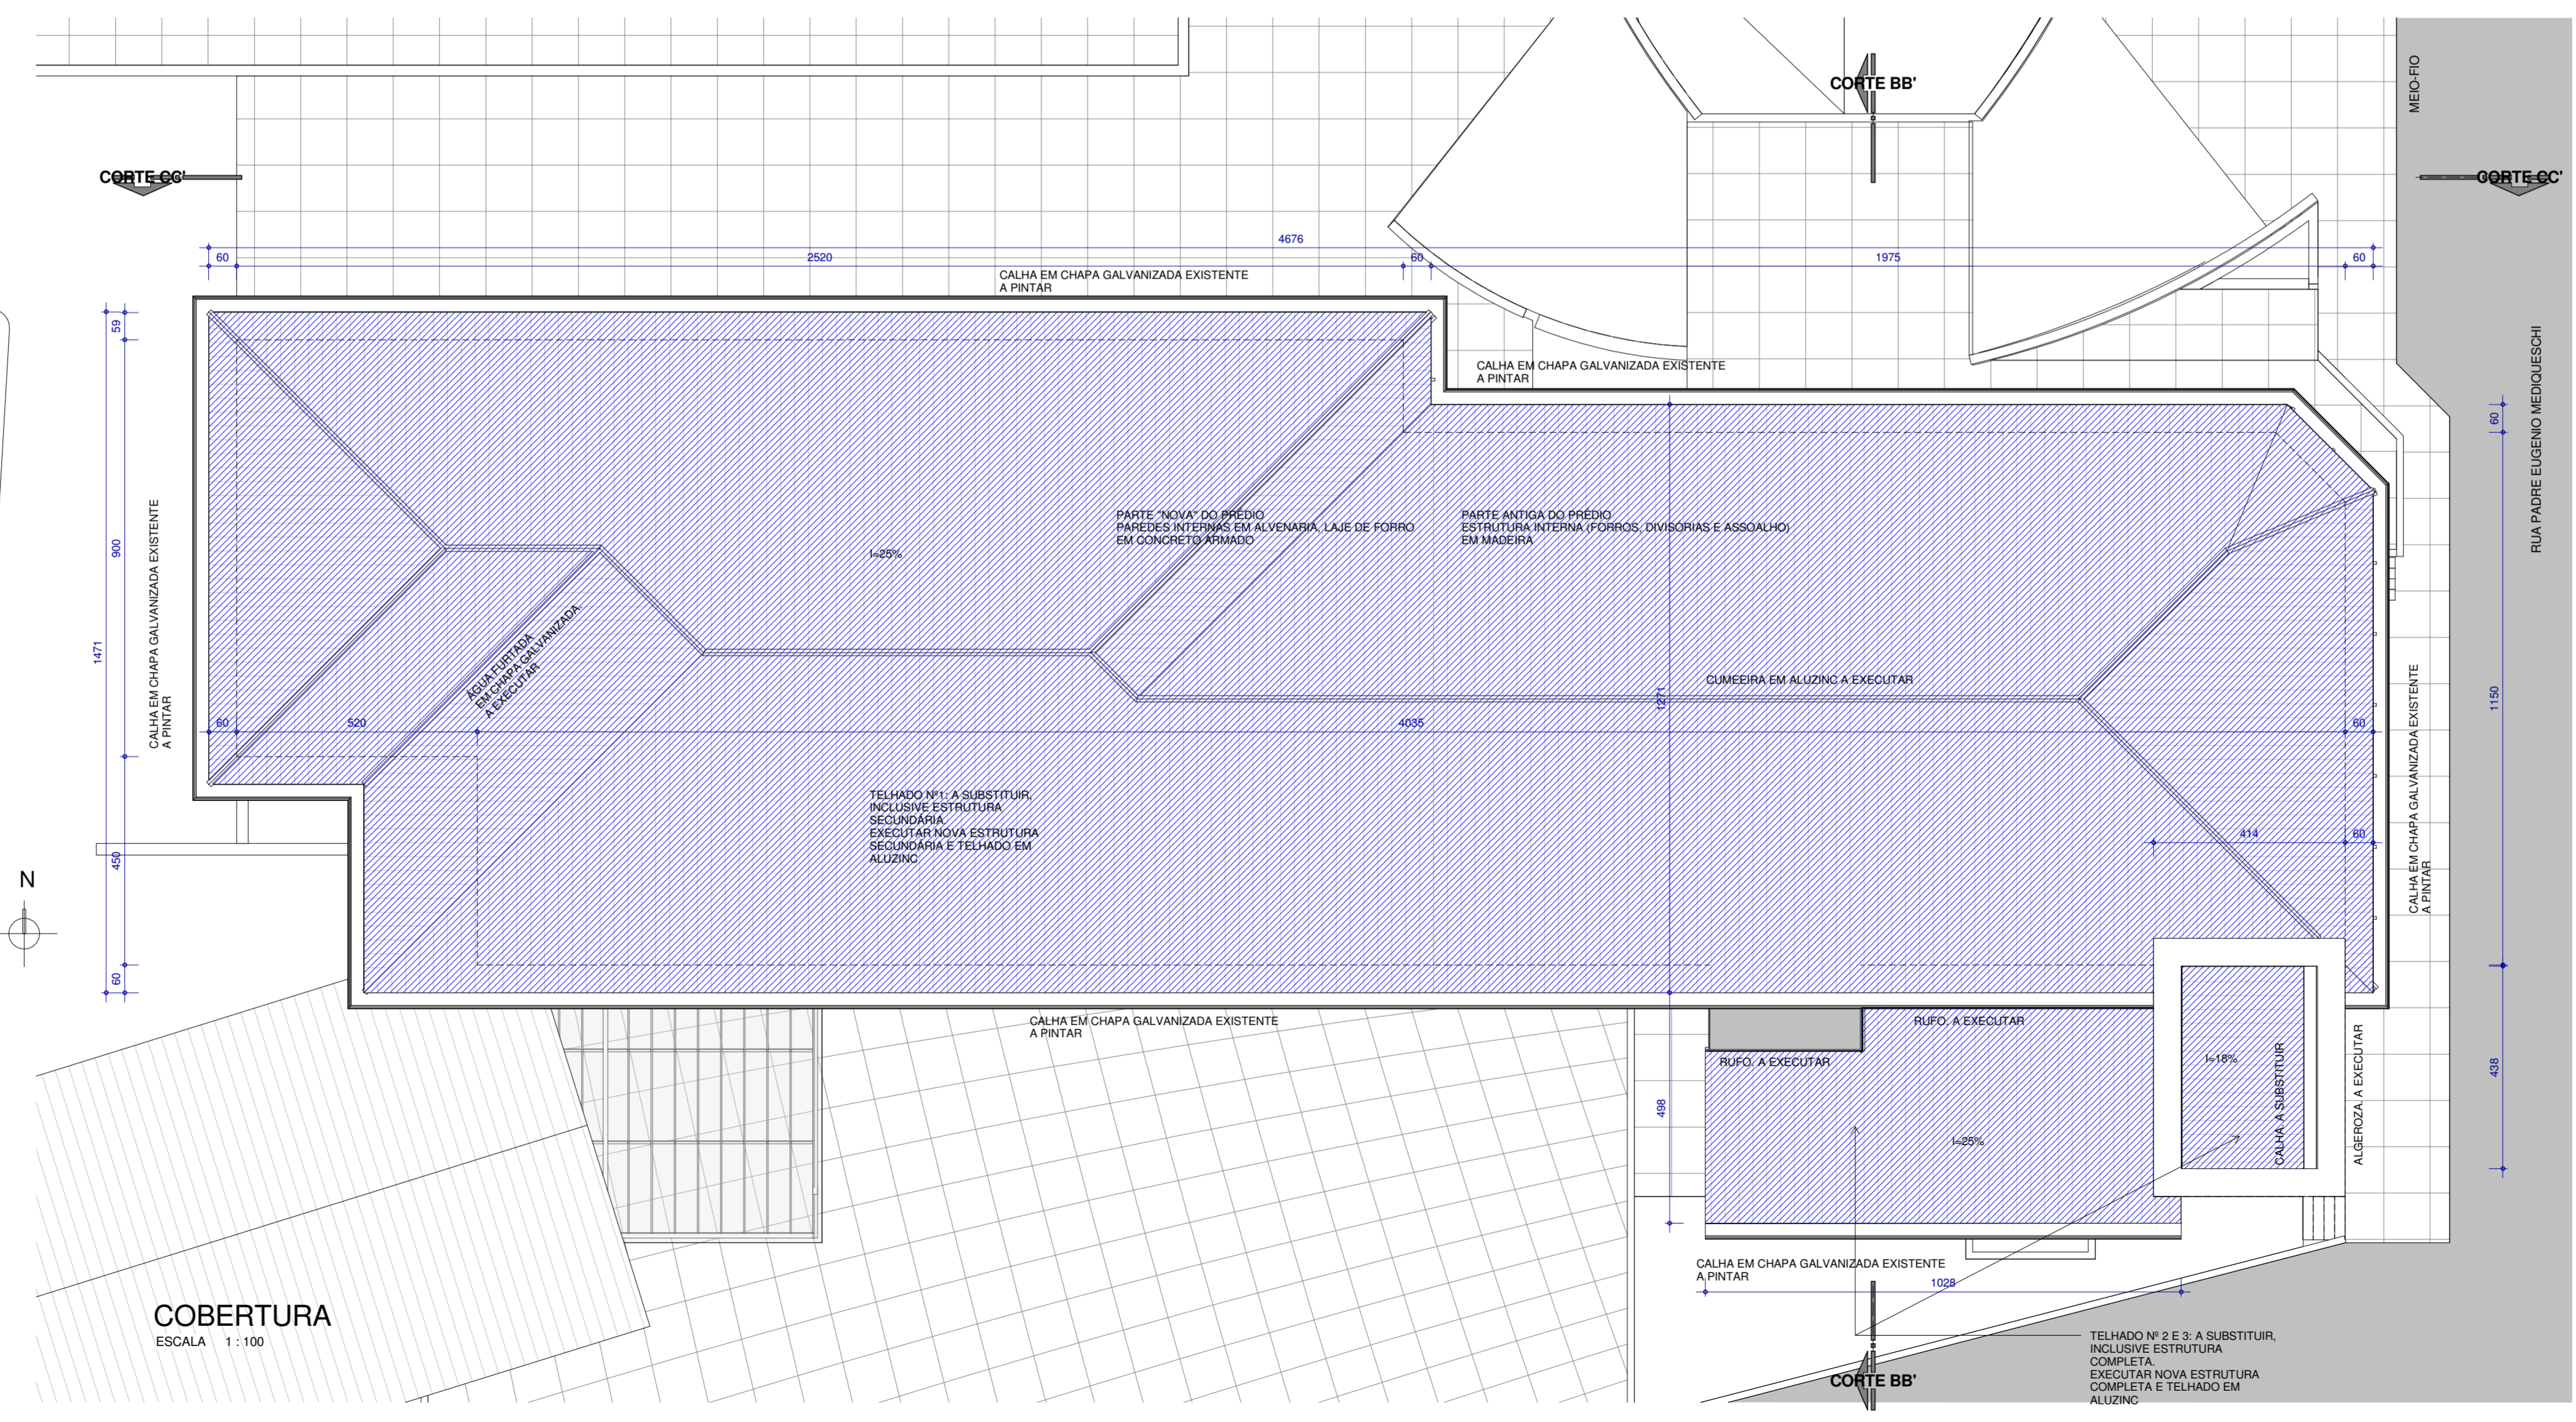 MEIO-FIO
CORTE BB'
CORTE CC'
CORTE CC'
4676
60
2520
60
1975
60
CALHA EM CHAPA GALVANIZADA EXISTENTE
A PINTAR
59
CALHA EM CHAPA GALVANIZADA EXISTENTE
A PINTAR
60
RUA PADRE EUGENIO MEDIQUESCHI
PARTE "NOVA" DO PRÉDIO
PAREDES INTERNAS EM ALVENARIA, LAJE DE FORRO
EM CONCRETO ARMADO
PARTE ANTIGA DO PRÉDIO
ESTRUTURA INTERNA (FORROS, DIVISÓRIAS E ASSOALHO)
EM MADEIRA
I=25%
900
CALHA EM CHAPA GALVANIZADA EXISTENTE
A PINTAR
1471
ÁGUA FURTADA
EM CHAPA GALVANIZADA.
A EXECUTAR
CUMEEIRA EM ALUZINC A EXECUTAR
1271
1150
60
520
4035
60
CALHA EM CHAPA GALVANIZADA EXISTENTE
A PINTAR
TELHADO Nº1: A SUBSTITUIR,
INCLUSIVE ESTRUTURA
SECUNDÁRIA.
EXECUTAR NOVA ESTRUTURA
SECUNDÁRIA E TELHADO EM
ALUZINC
414
60
450
N
60
CALHA EM CHAPA GALVANIZADA EXISTENTE
A PINTAR
RUFO. A EXECUTAR
RUFO. A EXECUTAR
I=18%
CALHA. A SUBSTITUIR
ALGEROZA. A EXECUTAR
438
498
I=25%
CALHA EM CHAPA GALVANIZADA EXISTENTE
A PINTAR
1028
COBERTURA
ESCALA 1 : 100
TELHADO Nº 2 E 3: A SUBSTITUIR,
INCLUSIVE ESTRUTURA
COMPLETA.
EXECUTAR NOVA ESTRUTURA
COMPLETA E TELHADO EM
ALUZINC
CORTE BB'